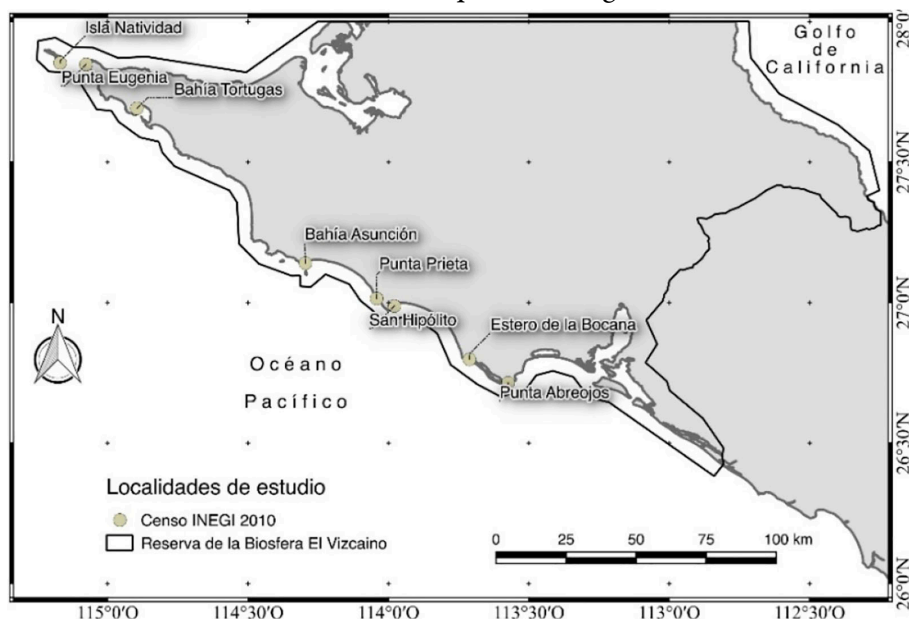 Isla Natividad
Punta Eugenia
Bahía Tortugas
Golfo
de
California
Bahía Asunción
Punta Prieta
San Hipólito
Estero de la Bocana
Punta Abreojos
N
Océano
Pacífico
Localidades de estudio
Censo INEGI 2010
Reserva de la Biosfera El Vizcaino
0 25 50 75 100 km
28°0'N
27°30'N
27°0'N
26°30'N
26°0'N
115°0'O 114°30'O 114°0'O 113°30'O 113°0'O 112°30'O